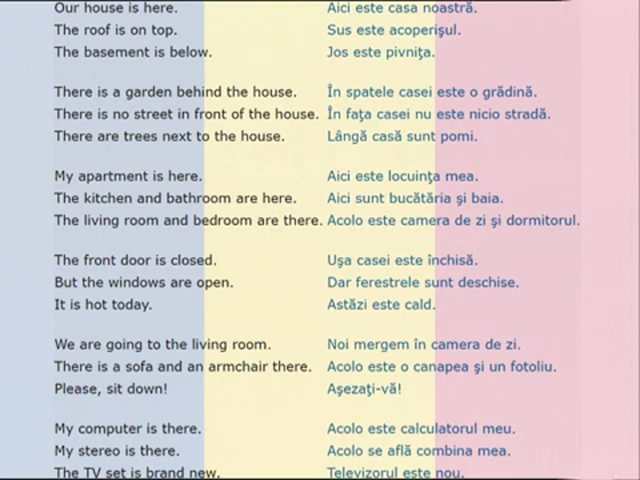 Our house is here. Aici este casa noastră.
The roof is on top. Sus este acoperişul.
The basement is below. Jos este pivniţa.
There is a garden behind the house. În spatele casei este o grădină.
There is no street in front of the house. În faţa casei nu este nicio stradă.
There are trees next to the house. Lângă casă sunt pomi.
My apartment is here. Aici este locuinţa mea.
The kitchen and bathroom are here. Aici sunt bucătăria şi baia.
The living room and bedroom are there. Acolo este camera de zi şi dormitorul.
The front door is closed. Uşa casei este închisă.
But the windows are open. Dar ferestrele sunt deschise.
It is hot today. Astăzi este cald.
We are going to the living room. Noi mergem în camera de zi.
There is a sofa and an armchair there. Acolo este o canapea şi un fotoliu.
Please, sit down! Aşezaţi-vă!
My computer is there. Acolo este calculatorul meu.
My stereo is there. Acolo se află combina mea.
The TV set is brand new. Televizorul este nou.